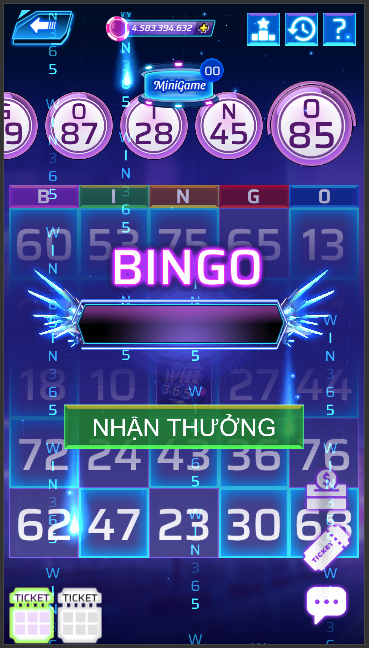 4.583.394.632
00
MiniGame
O I N O
87 28 45 85
B I N G O
60 53 75 65 13
BINGO
18 10 27 44
NHẬN THƯỞNG
72 24 43 36 76
62 47 23 30
TICKET
TICKET TICKET
WIN365